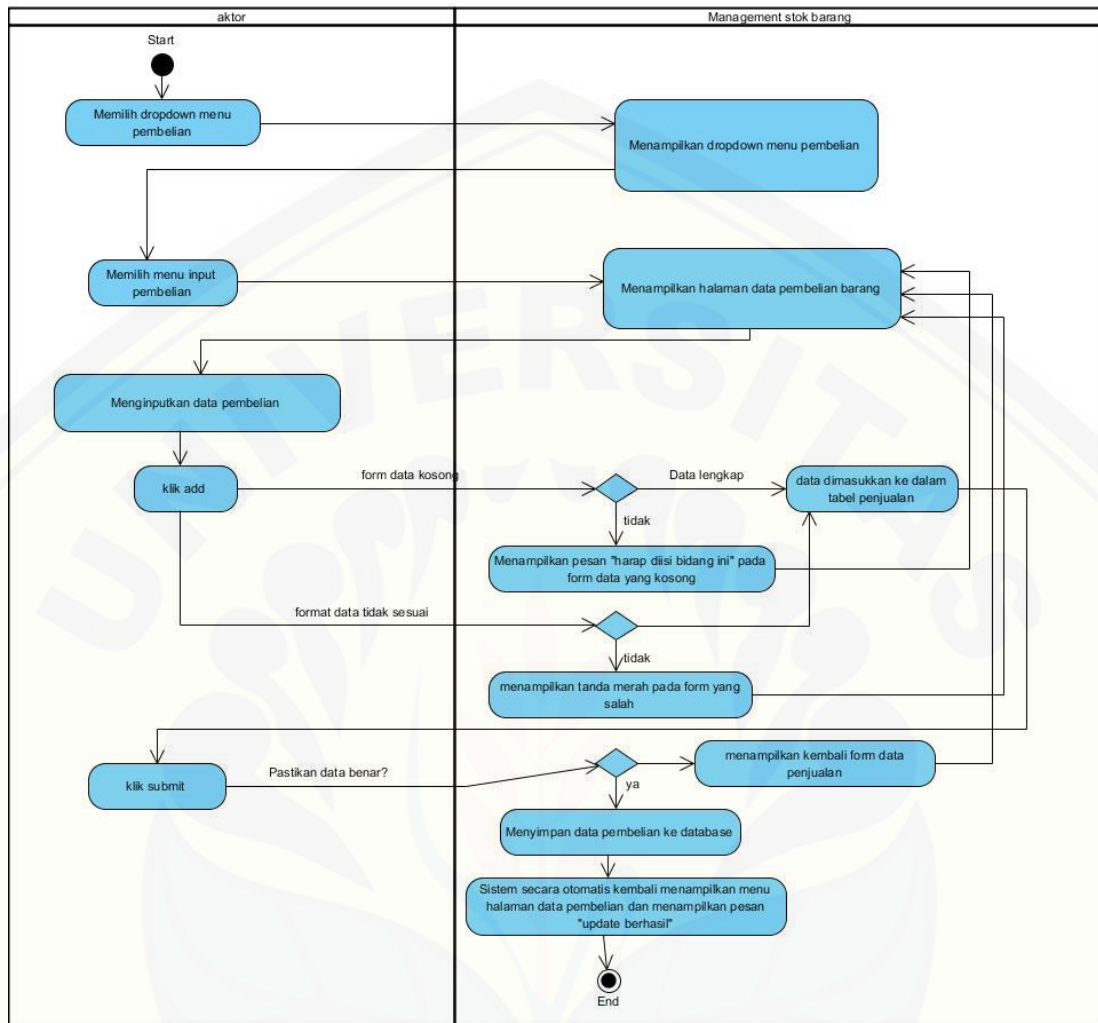 aktor
Management stok barang
Start
Memilih dropdown menu
pembelian
Menampilkan dropdown menu pembelian
Memilih menu input
pembelian
Menampilkan halaman data pembelian barang
Menginputkan data pembelian
klik add
form data kosong
Data lengkap
data dimasukkan ke dalam
tabel penjualan
tidak
Menampilkan pesan "harap diisi bidang ini" pada
form data yang kosong
format data tidak sesuai
tidak
menampilkan tanda merah pada form yang
salah
klik submit
Pastikan data benar?
menampilkan kembali form data
penjualan
ya
Menyimpan data pembelian ke database
Sistem secara otomatis kembali menampilkan menu
halaman data pembelian dan menampilkan pesan
"update berhasil"
End
UNIVERSITAS